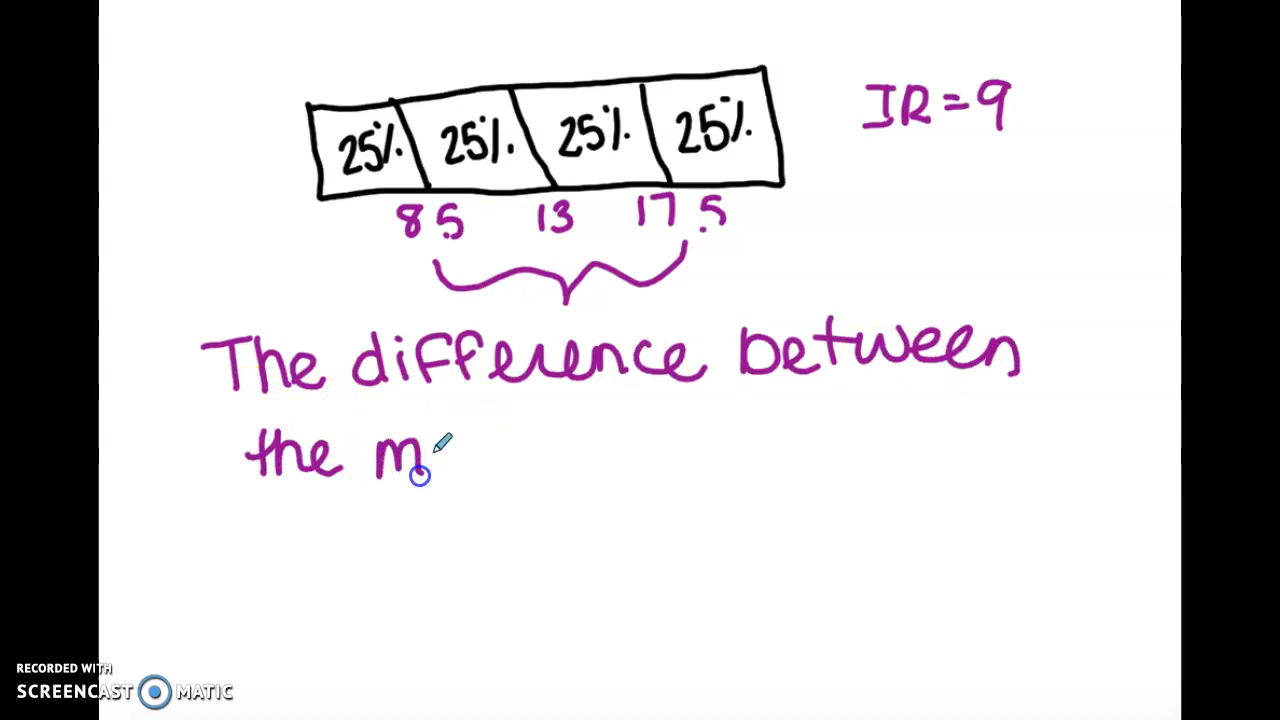 25% 25% 25% 25%
IR = 9
8.5 13 17.5
The difference between
the m
RECORDED WITH
SCREENCAST MATIC